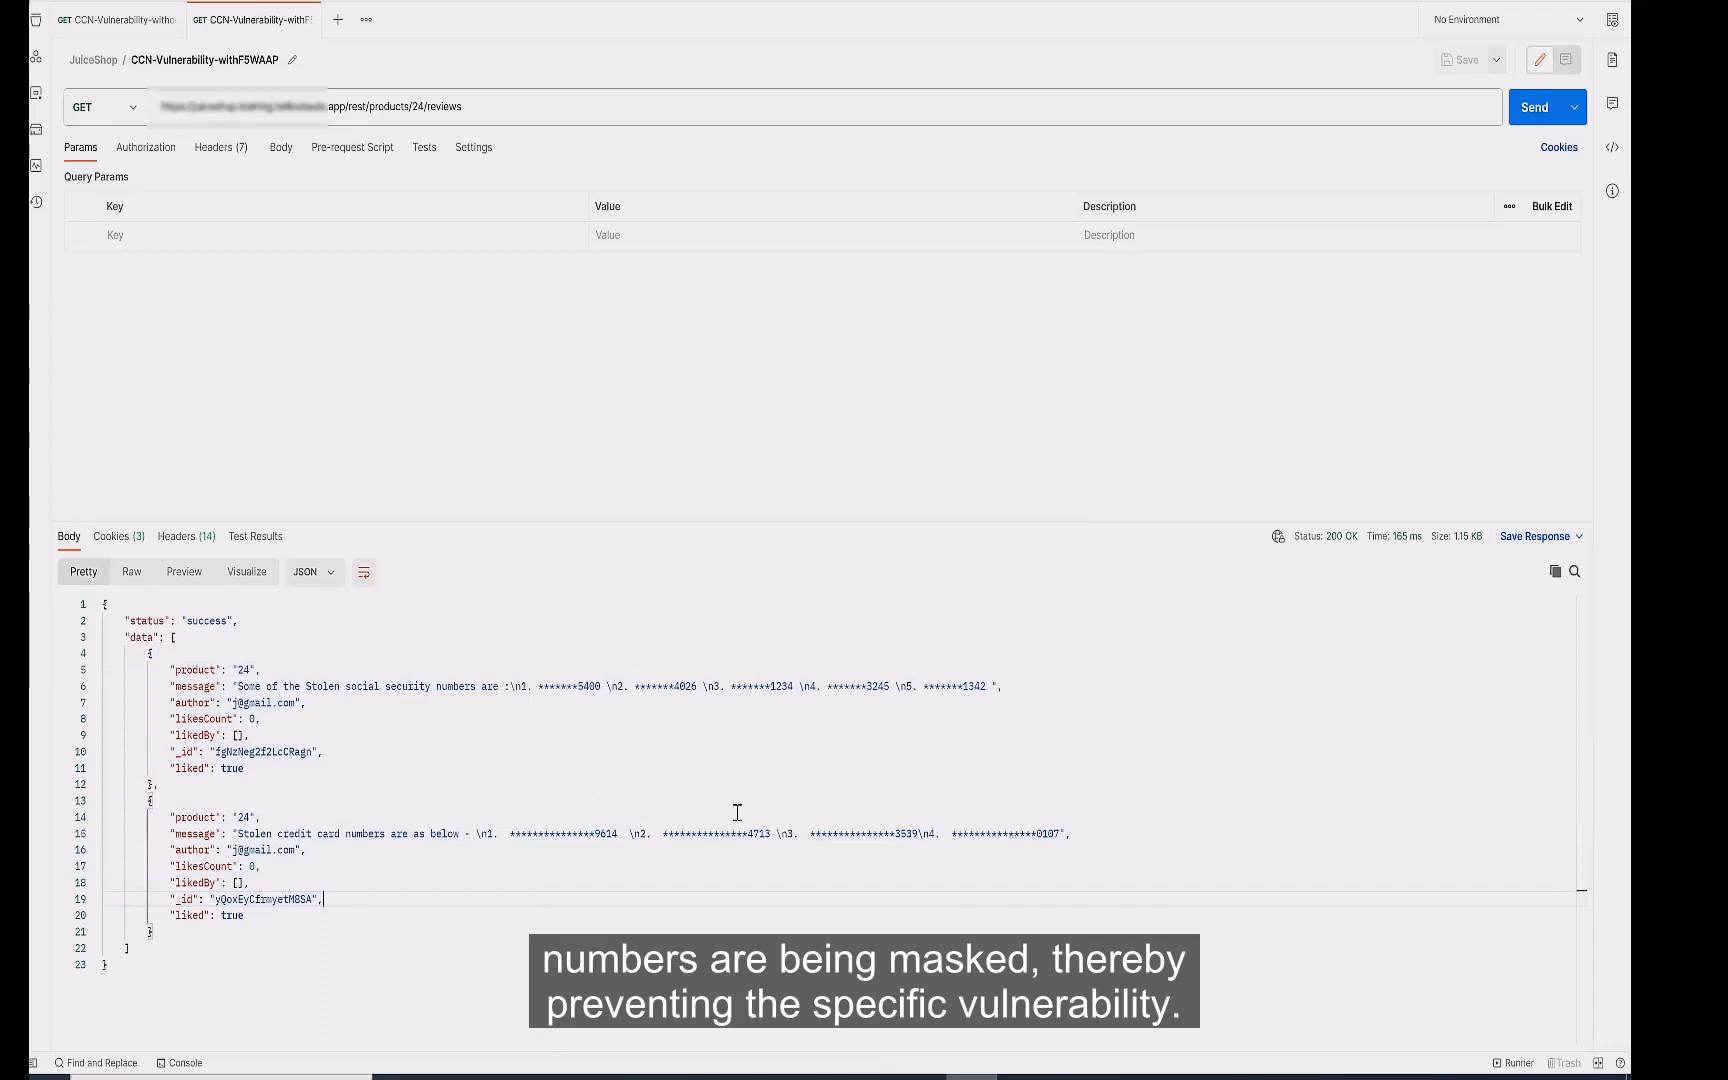 GET CCN-Vulnerability-withou
GET CCN-Vulnerability-withF5
No Environment
JuiceShop / CCN-Vulnerability-withF5WAAP
Save
GET
.app/rest/products/24/reviews
Send
Params Authorization Headers (7) Body Pre-request Script Tests Settings
Cookies
Query Params
Key Value Description Bulk Edit
Key Value Description
Body Cookies (3) Headers (14) Test Results
Status: 200 OK Time: 165 ms Size: 1.15 KB Save Response
Pretty Raw Preview Visualize JSON
1 {
2 "status": "success",
3 "data": [
4 {
5 "product": "24",
6 "message": "Some of the Stolen social security numbers are :\n1. *******5400 \n2. *******4026 \n3. *******1234 \n4. *******3245 \n5. *******1342 ",
7 "author": "j@gmail.com",
8 "likesCount": 0,
9 "likedBy": [],
10 "_id": "fgNzNeg2f2LcCRagn",
11 "liked": true
12 },
13 {
14 "product": "24",
15 "message": "Stolen credit card numbers are as below - \n1. ***************9614 \n2. ***************4713 \n3. ***************3539\n4. ***************0107",
16 "author": "j@gmail.com",
17 "likesCount": 0,
18 "likedBy": [],
19 "_id": "yQoxEyCfrmyetM8SA",
20 "liked": true
21 }
22 ]
23 }
numbers are being masked, thereby
preventing the specific vulnerability.
Find and Replace Console
Runner Trash